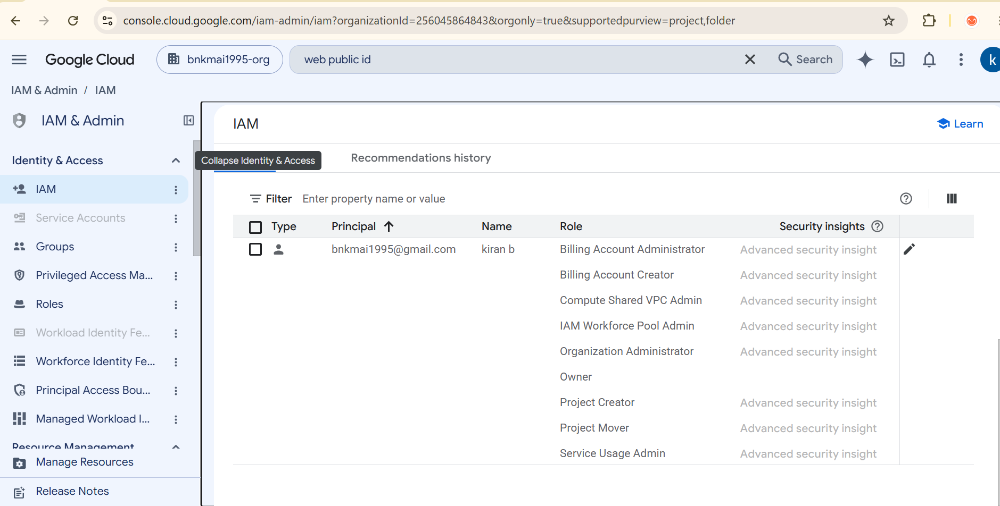 console.cloud.google.com/iam-admin/iam?organizationId=256045864843&orgonly=true&supportedpurview=project,folder
Google Cloud
bnkmai1995-org
web public id
Search
k
IAM & Admin / IAM
IAM & Admin
IAM
Learn
Identity & Access
Collapse Identity & Access
Recommendations history
IAM
Service Accounts
Groups
Privileged Access Ma...
Roles
Workload Identity Fe...
Workforce Identity Fe...
Principal Access Bou...
Managed Workload I...
Resource Management
Manage Resources
Release Notes
Filter Enter property name or value
Type Principal Name Role Security insights
bnkmai1995@gmail.com kiran b Billing Account Administrator Advanced security insight
Billing Account Creator Advanced security insight
Compute Shared VPC Admin Advanced security insight
IAM Workforce Pool Admin Advanced security insight
Organization Administrator Advanced security insight
Owner
Project Creator Advanced security insight
Project Mover Advanced security insight
Service Usage Admin Advanced security insight